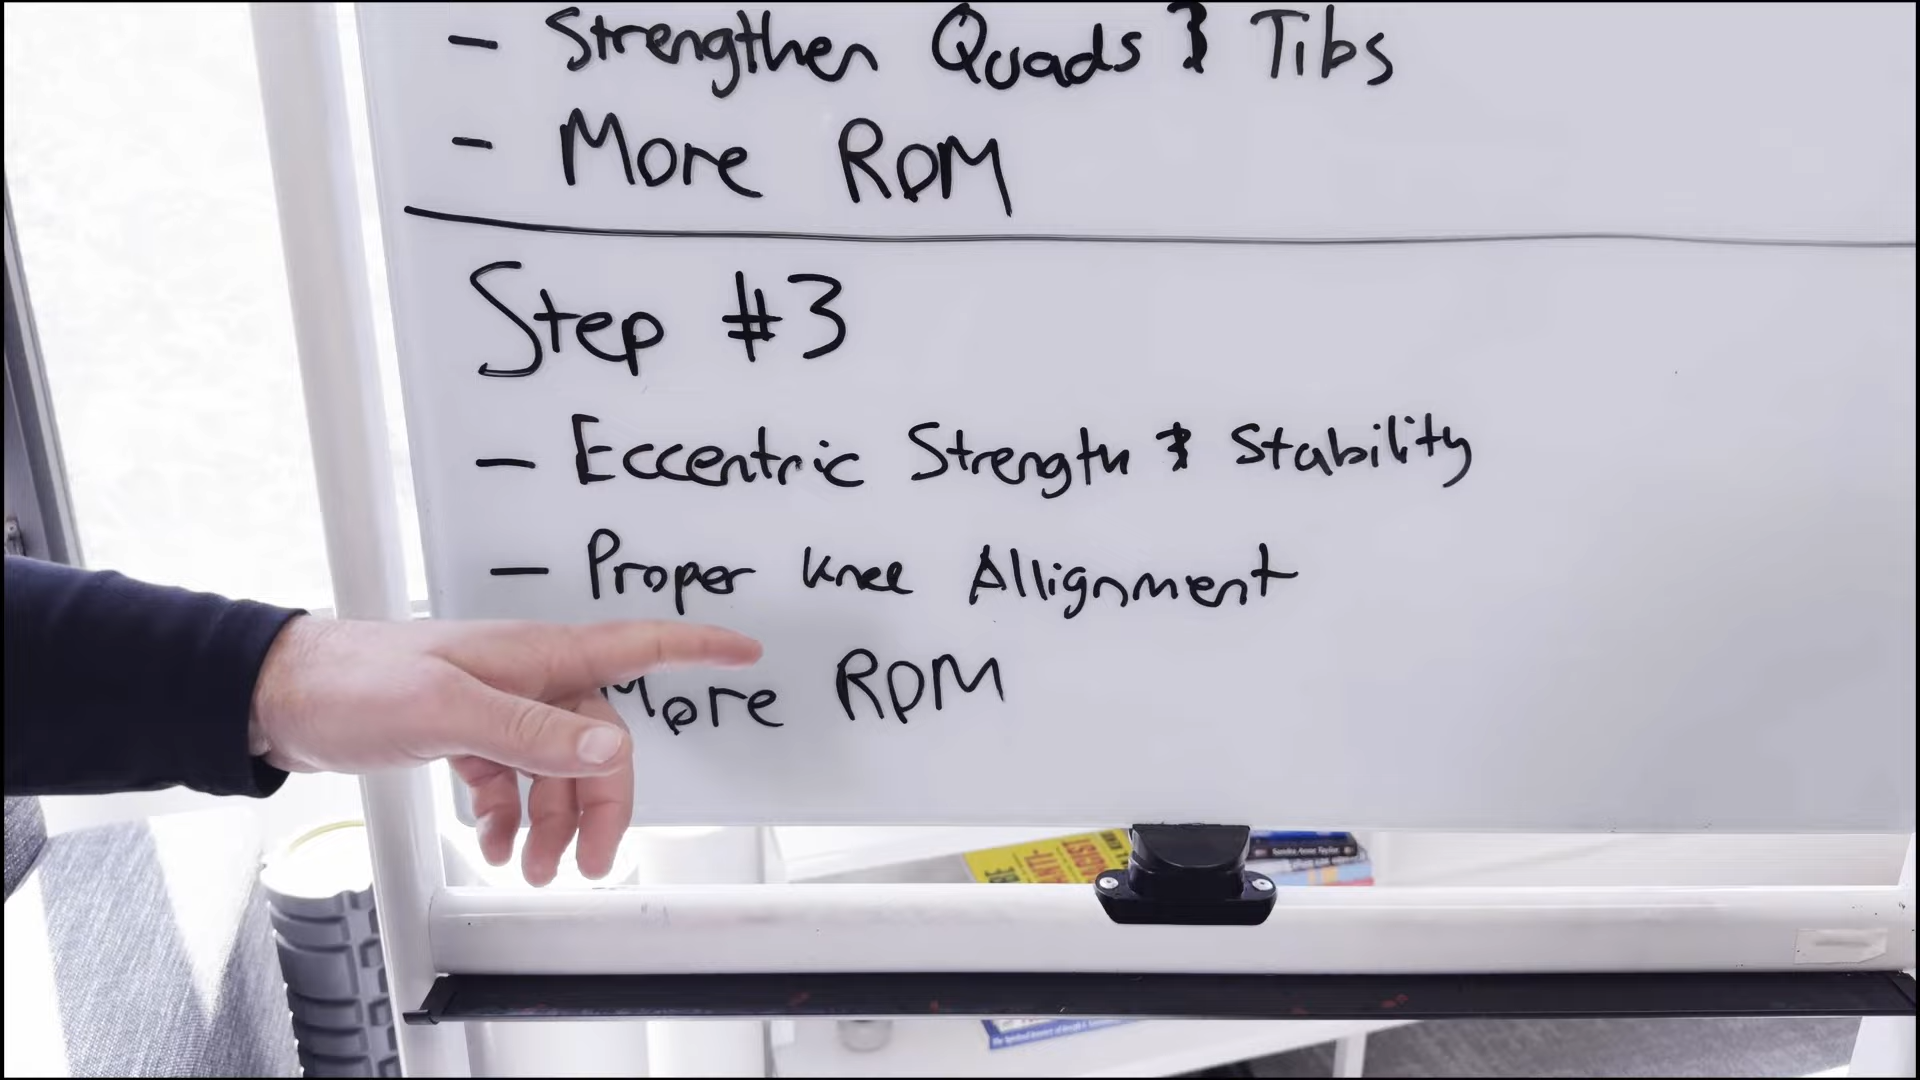 - Strengthen Quads & Tibs
- More ROM
Step #3
- Eccentric Strength & Stability
- Proper knee Allignment
More ROM